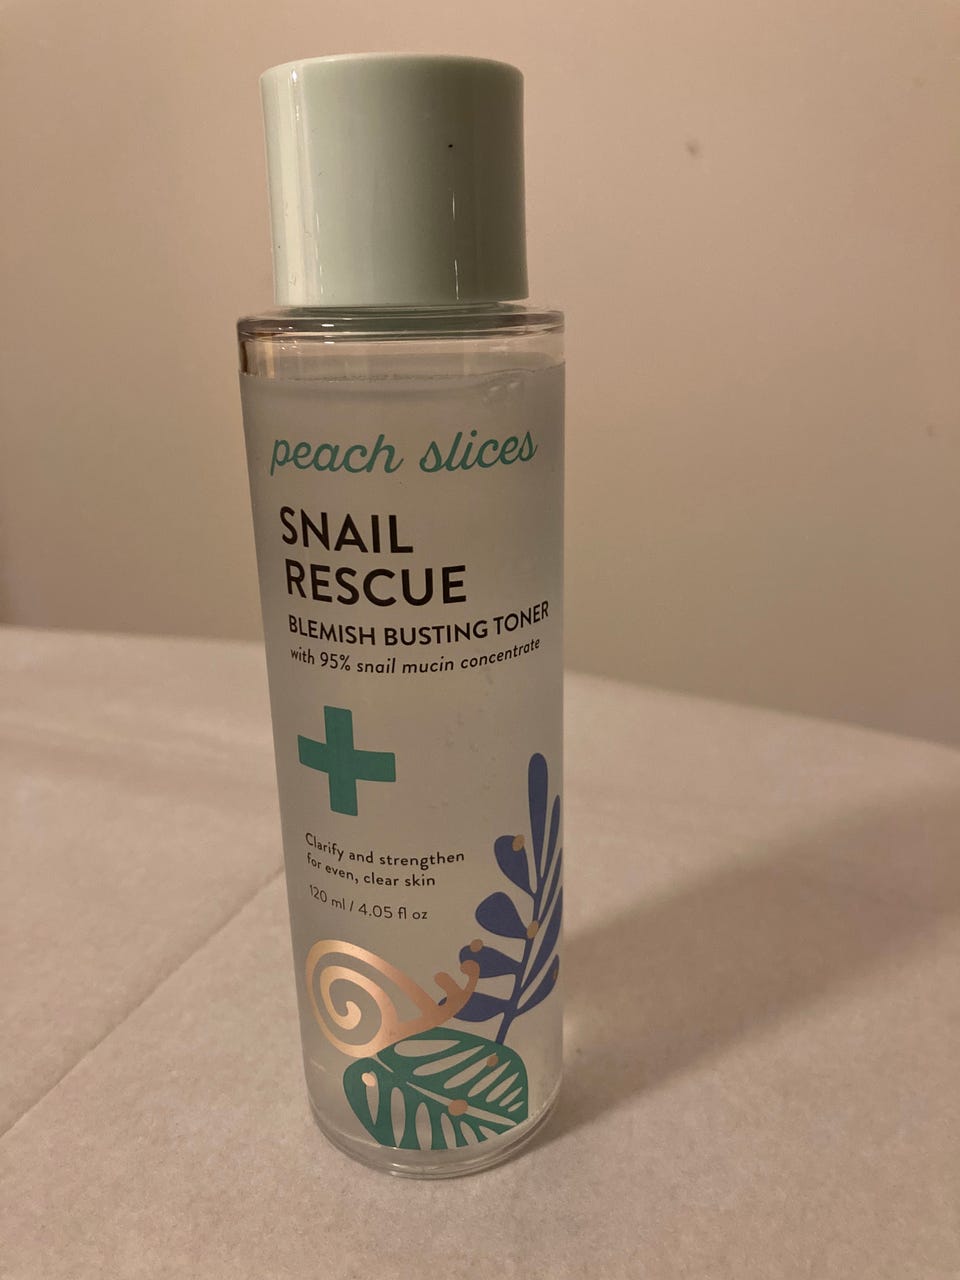 peach slices
SNAIL
RESCUE
BLEMISH BUSTING TONER
with 95% snail mucin concentrate
Clarify and strengthen
for even, clear skin
120 ml / 4.05 fl oz